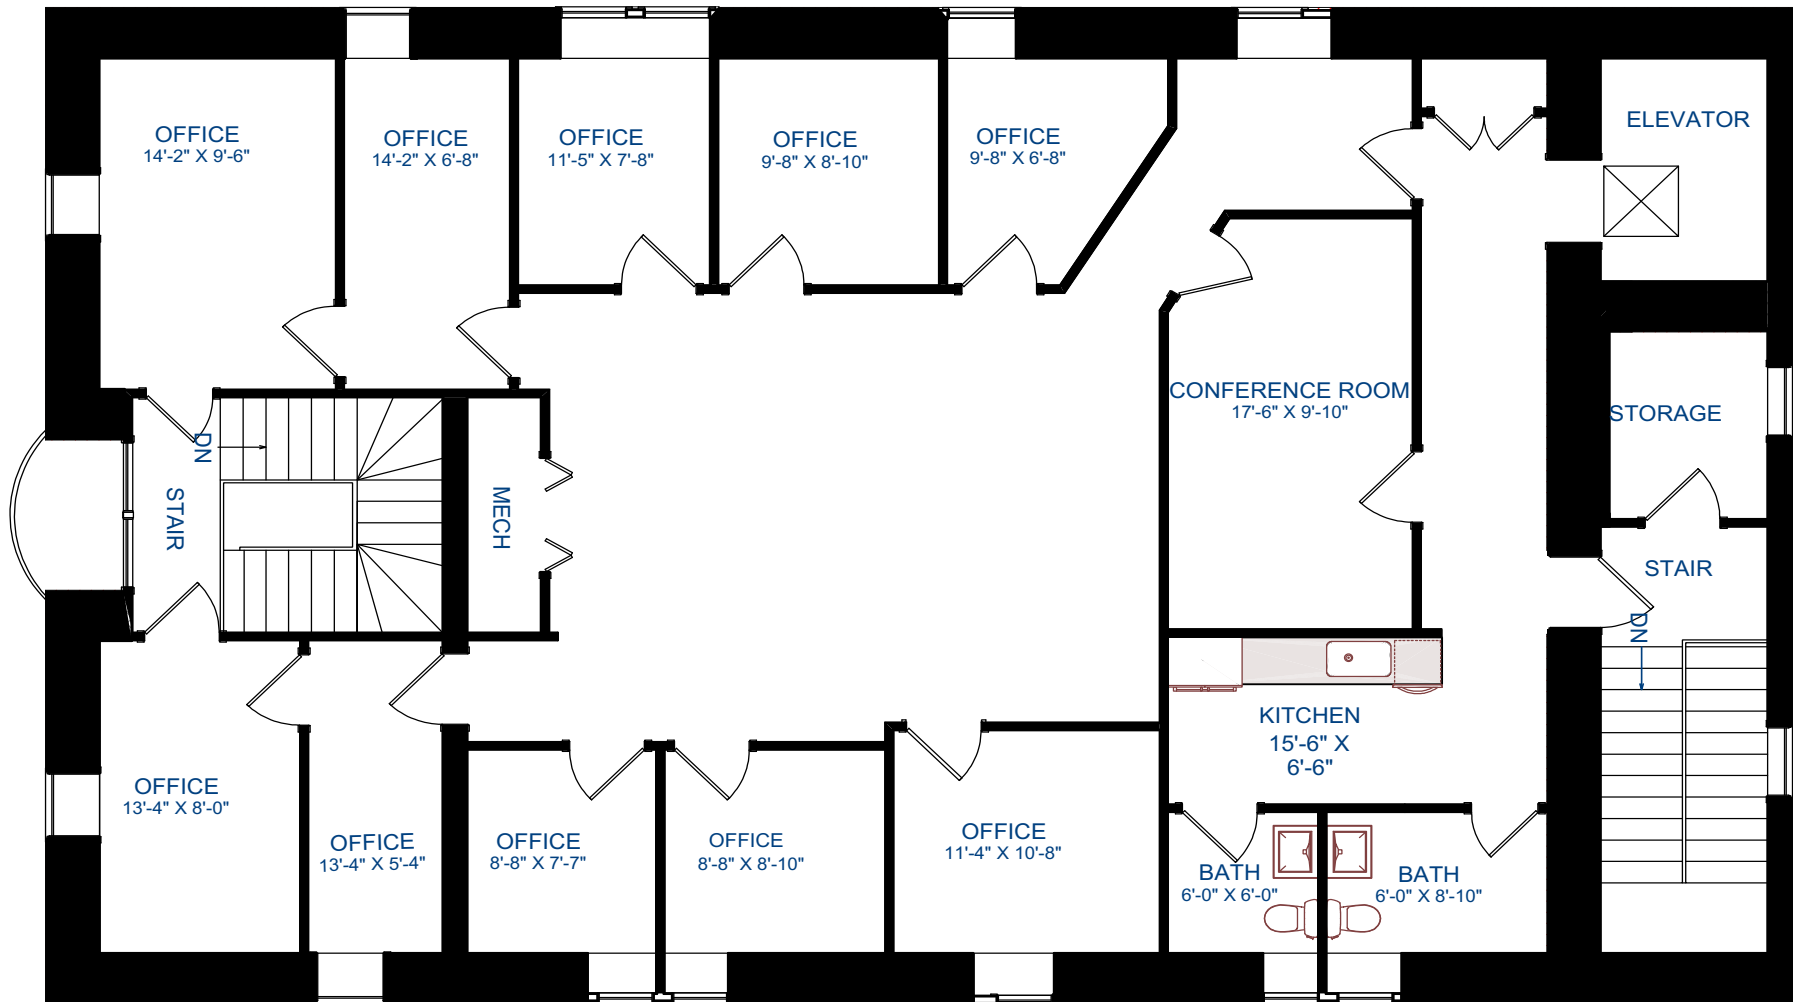 OFFICE
14'-2" X 9'-6"
OFFICE
14'-2" X 6'-8"
OFFICE
11'-5" X 7'-8"
OFFICE
9'-8" X 8'-10"
OFFICE
9'-8" X 6'-8"
ELEVATOR
CONFERENCE ROOM
17'-6" X 9'-10"
STORAGE
DN
STAIR
MECH
STAIR
DN
KITCHEN
15'-6" X
6'-6"
OFFICE
13'-4" X 8'-0"
OFFICE
13'-4" X 5'-4"
OFFICE
8'-8" X 7'-7"
OFFICE
8'-8" X 8'-10"
OFFICE
11'-4" X 10'-8"
BATH
6'-0" X 6'-0"
BATH
6'-0" X 8'-10"